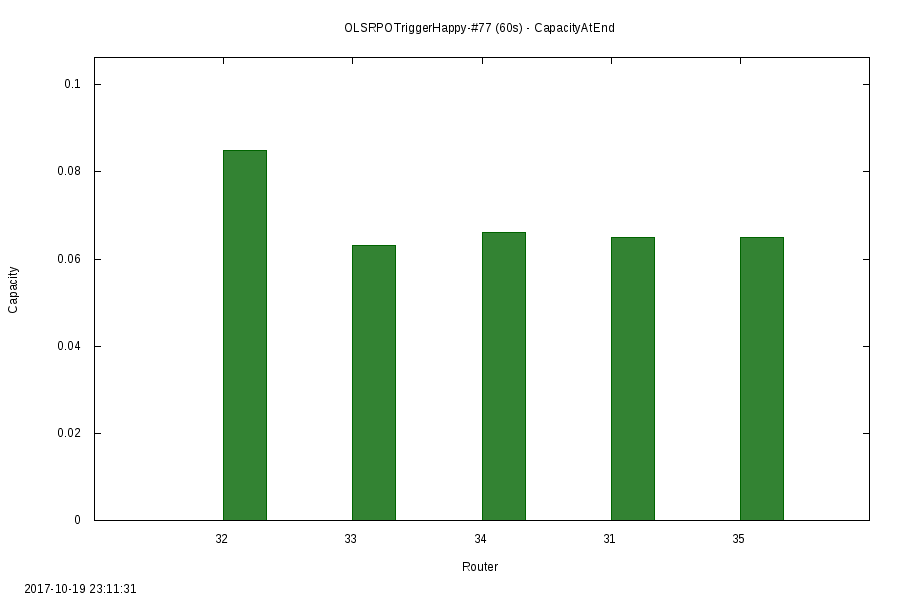 OLSRPOTriggerHappy-#77 (60s) - CapacityAtEnd
0.1
0.08
0.06
0.04
0.02
0
Capacity
32 33 34 31 35
Router
2017-10-19 23:11:31